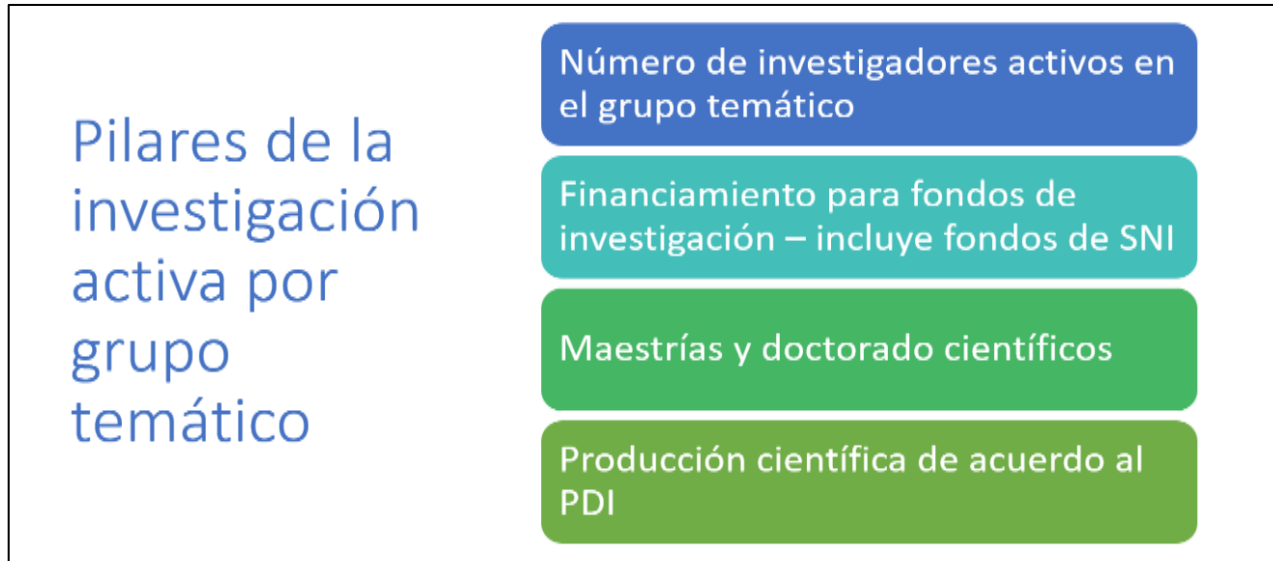 Pilares de la
investigación
activa por
grupo
temático
Número de investigadores activos en
el grupo temático
Financiamiento para fondos de
investigación – incluye fondos de SNI
Maestrías y doctorado científicos
Producción científica de acuerdo al
PDI